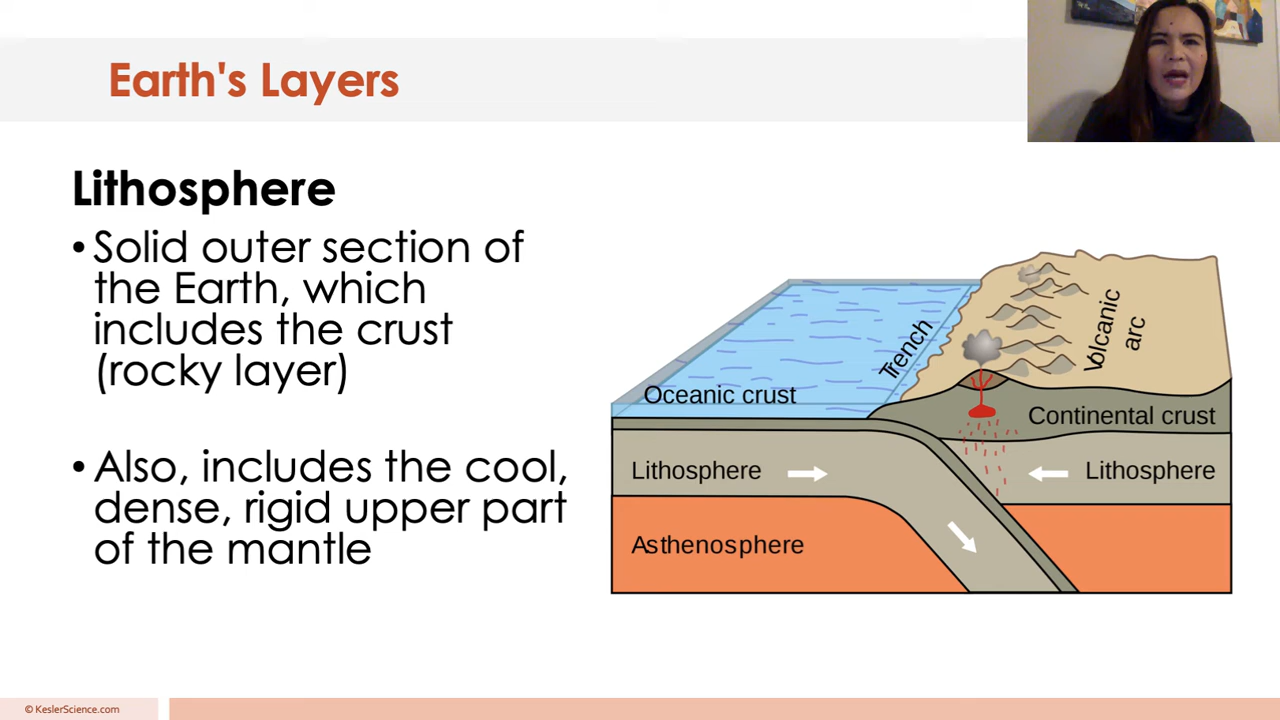 Earth's Layers
Lithosphere
• Solid outer section of
the Earth, which
includes the crust
(rocky layer)
• Also, includes the cool,
dense, rigid upper part
of the mantle
Trench
Volcanic
arc
Oceanic crust
Continental crust
Lithosphere
Lithosphere
Asthenosphere
© KeslerScience.com